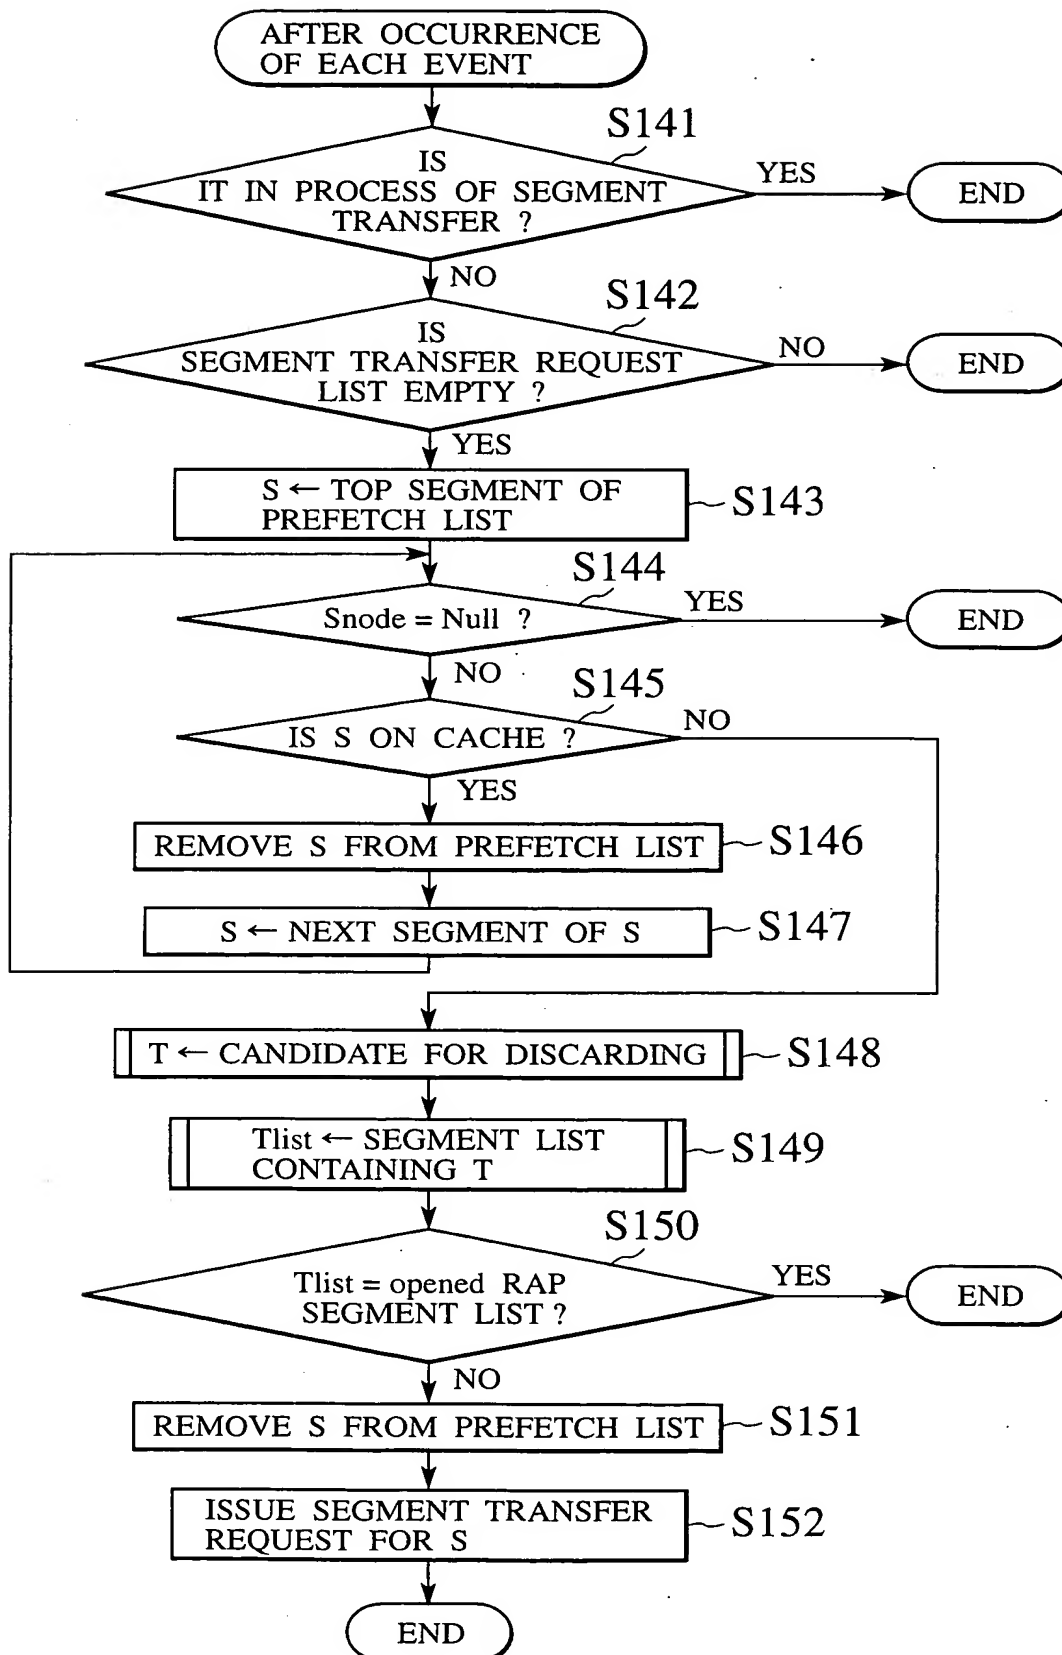 AFTER OCCURRENCE
OF EACH EVENT
S141
IS
IT IN PROCESS OF SEGMENT
TRANSFER ?
YES
END
NO
S142
IS
SEGMENT TRANSFER REQUEST
LIST EMPTY ?
NO
END
YES
S ← TOP SEGMENT OF
PREFETCH LIST
S143
S144
Snode = Null ?
YES
END
NO
S145
IS S ON CACHE ?
NO
YES
REMOVE S FROM PREFETCH LIST
S146
S ← NEXT SEGMENT OF S
S147
T ← CANDIDATE FOR DISCARDING
S148
Tlist ← SEGMENT LIST
CONTAINING T
S149
S150
Tlist = opened RAP
SEGMENT LIST ?
YES
END
NO
REMOVE S FROM PREFETCH LIST
S151
ISSUE SEGMENT TRANSFER
REQUEST FOR S
S152
END